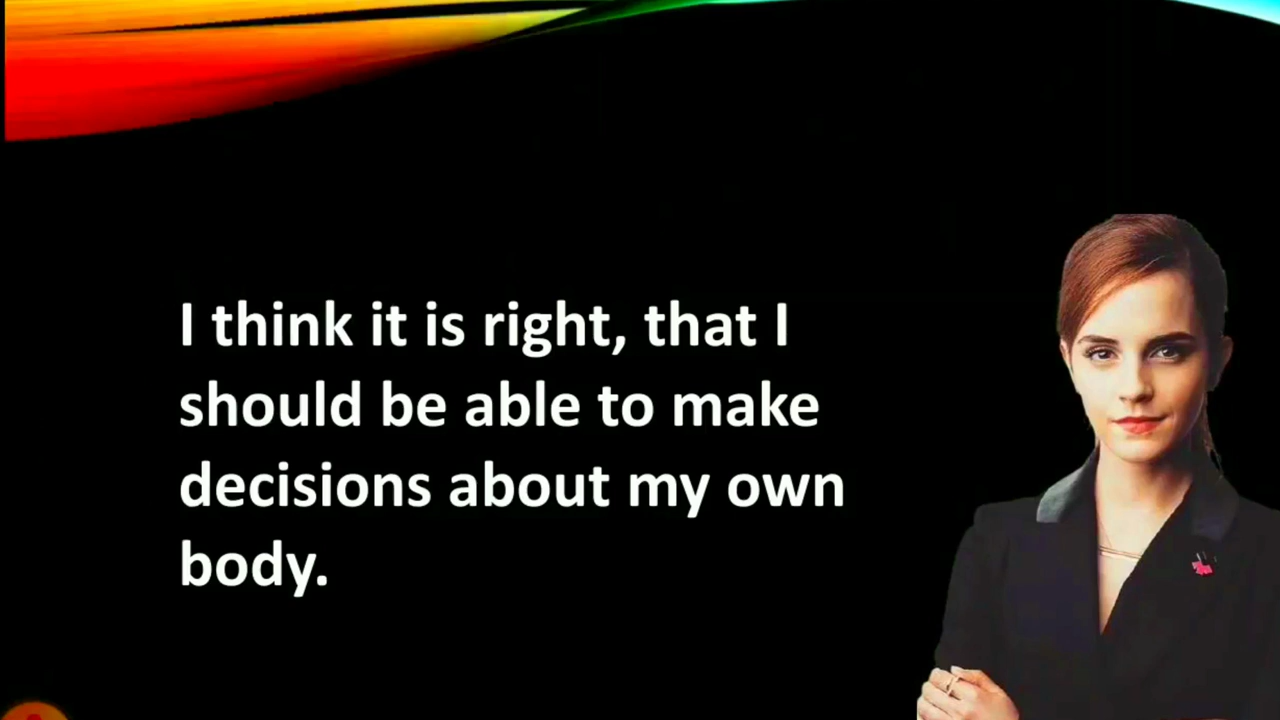 I think it is right, that I
should be able to make
decisions about my own
body.